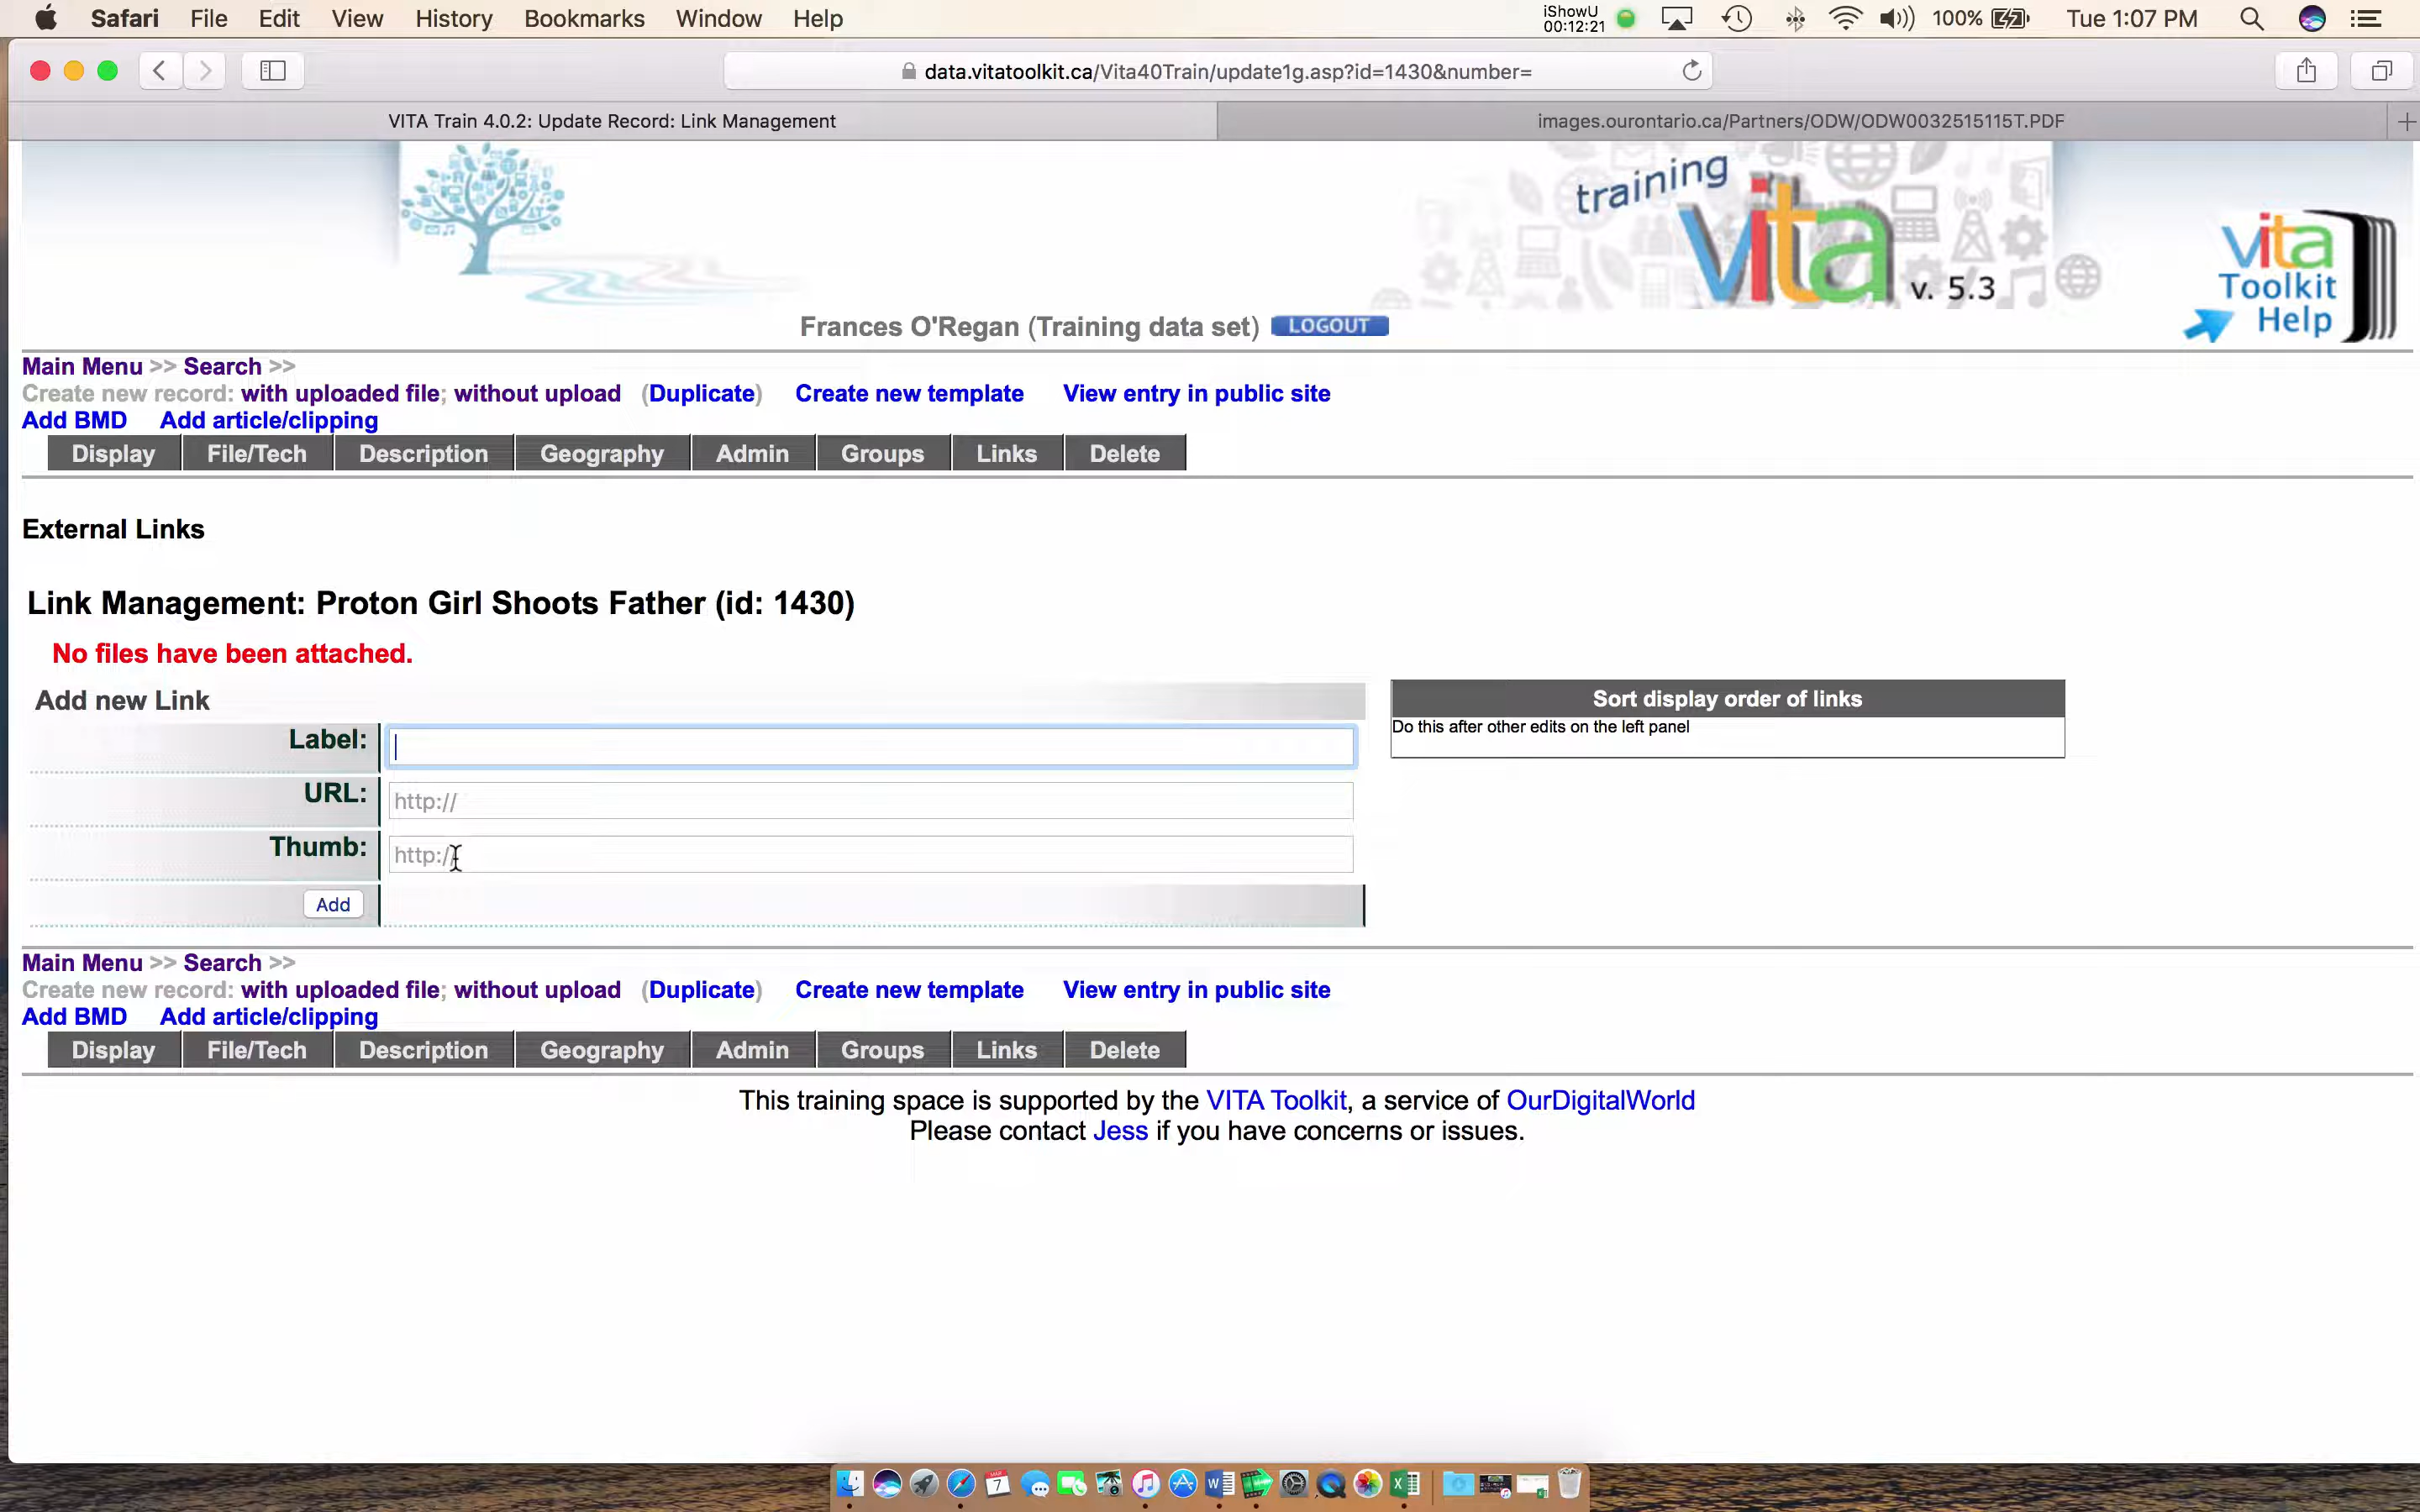 Safari File Edit View History Bookmarks Window Help iShowU 00:12:21 100% Tue 1:07 PM
data.vitatoolkit.ca/Vita40Train/update1g.asp?id=1430&number=
VITA Train 4.0.2: Update Record: Link Management images.ourontario.ca/Partners/ODW/ODW0032515115T.PDF
training vita v. 5.3
vita Toolkit Help
Frances O'Regan (Training data set) LOGOUT
Main Menu >> Search >>
Create new record: with uploaded file; without upload (Duplicate) Create new template View entry in public site
Add BMD Add article/clipping
Display File/Tech Description Geography Admin Groups Links Delete
External Links
Link Management: Proton Girl Shoots Father (id: 1430)
No files have been attached.
Add new Link
Sort display order of links
Do this after other edits on the left panel
Label:
URL: http://
Thumb: http://
Add
Main Menu >> Search >>
Create new record: with uploaded file; without upload (Duplicate) Create new template View entry in public site
Add BMD Add article/clipping
Display File/Tech Description Geography Admin Groups Links Delete
This training space is supported by the VITA Toolkit, a service of OurDigitalWorld
Please contact Jess if you have concerns or issues.
7